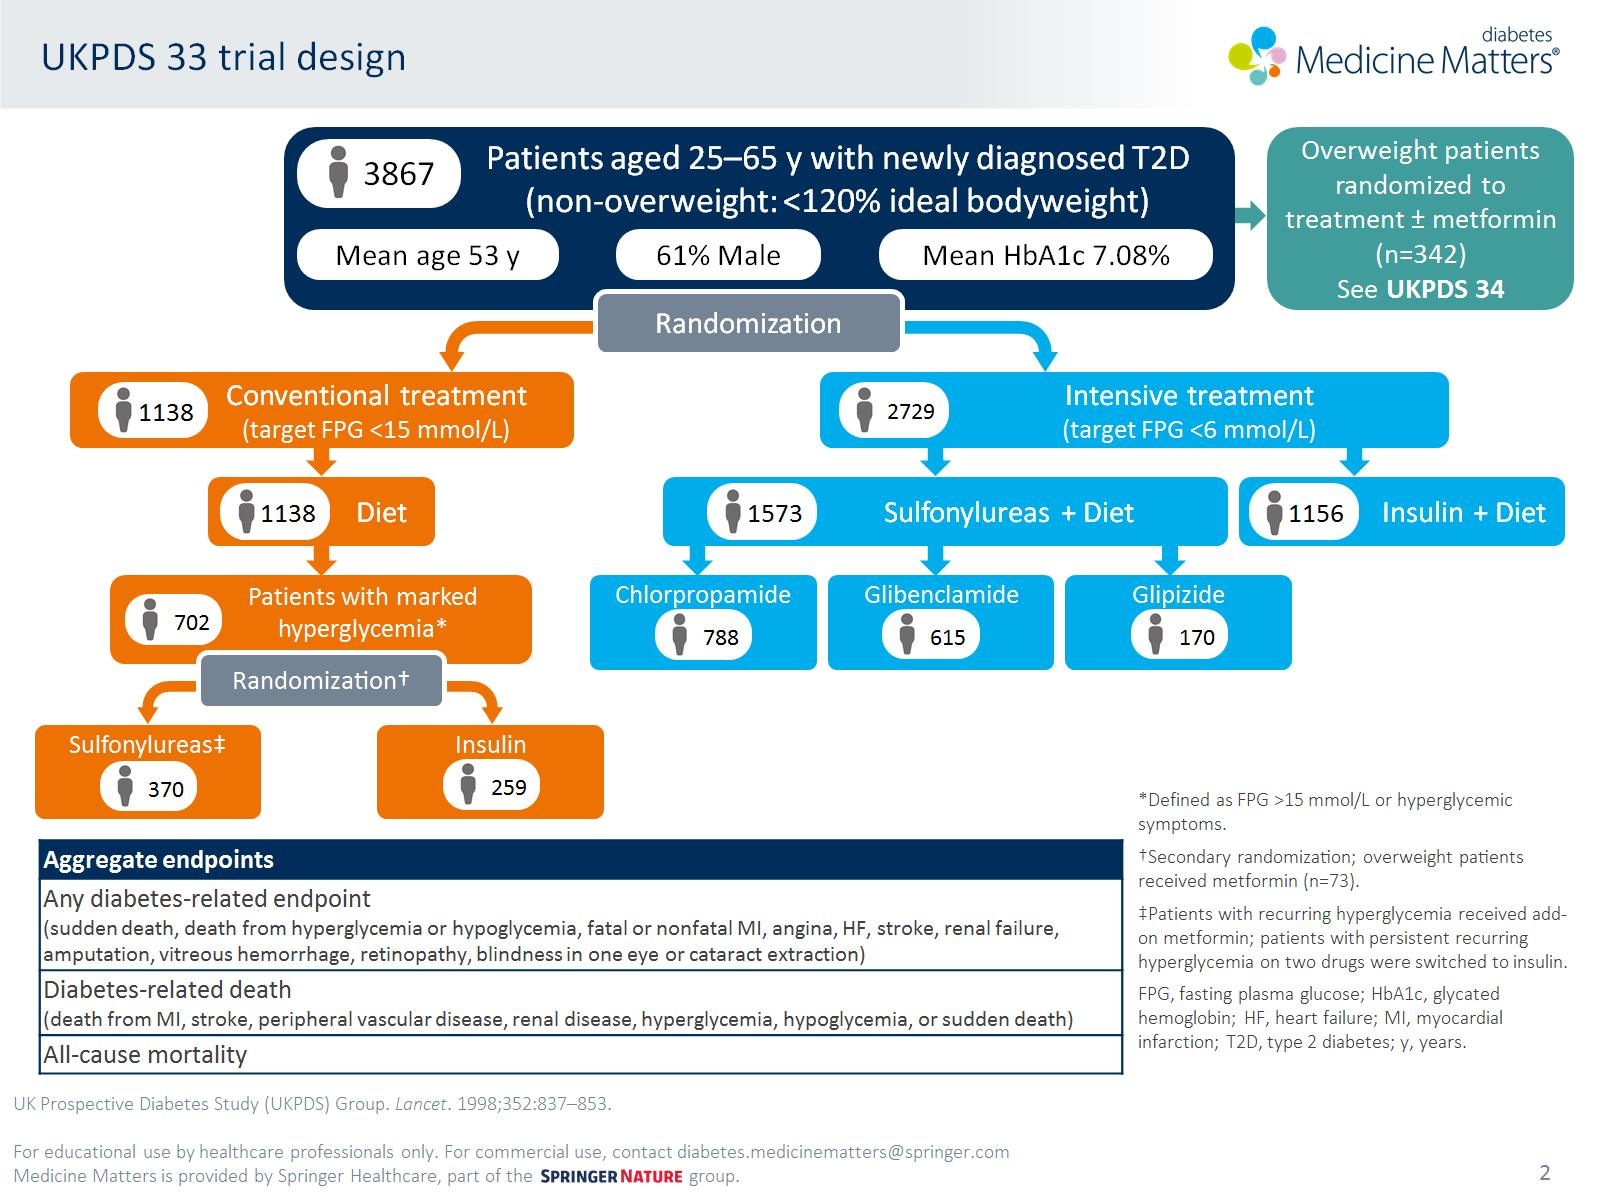 UKPDS 33 trial design
diabetes
Medicine Matters®
3867
Patients aged 25–65 y with newly diagnosed T2D
(non-overweight: <120% ideal bodyweight)
Mean age 53 y
61% Male
Mean HbA1c 7.08%
Overweight patients
randomized to
treatment ± metformin
(n=342)
See UKPDS 34
Randomization
1138
Conventional treatment
(target FPG <15 mmol/L)
2729
Intensive treatment
(target FPG <6 mmol/L)
1138 Diet
1573 Sulfonylureas + Diet
1156 Insulin + Diet
702
Patients with marked
hyperglycemia*
Chlorpropamide
788
Glibenclamide
615
Glipizide
170
Randomization†
Sulfonylureas‡
370
Insulin
259
Aggregate endpoints
Any diabetes-related endpoint
(sudden death, death from hyperglycemia or hypoglycemia, fatal or nonfatal MI, angina, HF, stroke, renal failure,
amputation, vitreous hemorrhage, retinopathy, blindness in one eye or cataract extraction)
Diabetes-related death
(death from MI, stroke, peripheral vascular disease, renal disease, hyperglycemia, hypoglycemia, or sudden death)
All-cause mortality
*Defined as FPG >15 mmol/L or hyperglycemic
symptoms.
†Secondary randomization; overweight patients
received metformin (n=73).
‡Patients with recurring hyperglycemia received add-
on metformin; patients with persistent recurring
hyperglycemia on two drugs were switched to insulin.
FPG, fasting plasma glucose; HbA1c, glycated
hemoglobin; HF, heart failure; MI, myocardial
infarction; T2D, type 2 diabetes; y, years.
UK Prospective Diabetes Study (UKPDS) Group. Lancet. 1998;352:837–853.
For educational use by healthcare professionals only. For commercial use, contact diabetes.medicinematters@springer.com
Medicine Matters is provided by Springer Healthcare, part of the SPRINGER NATURE group.
2